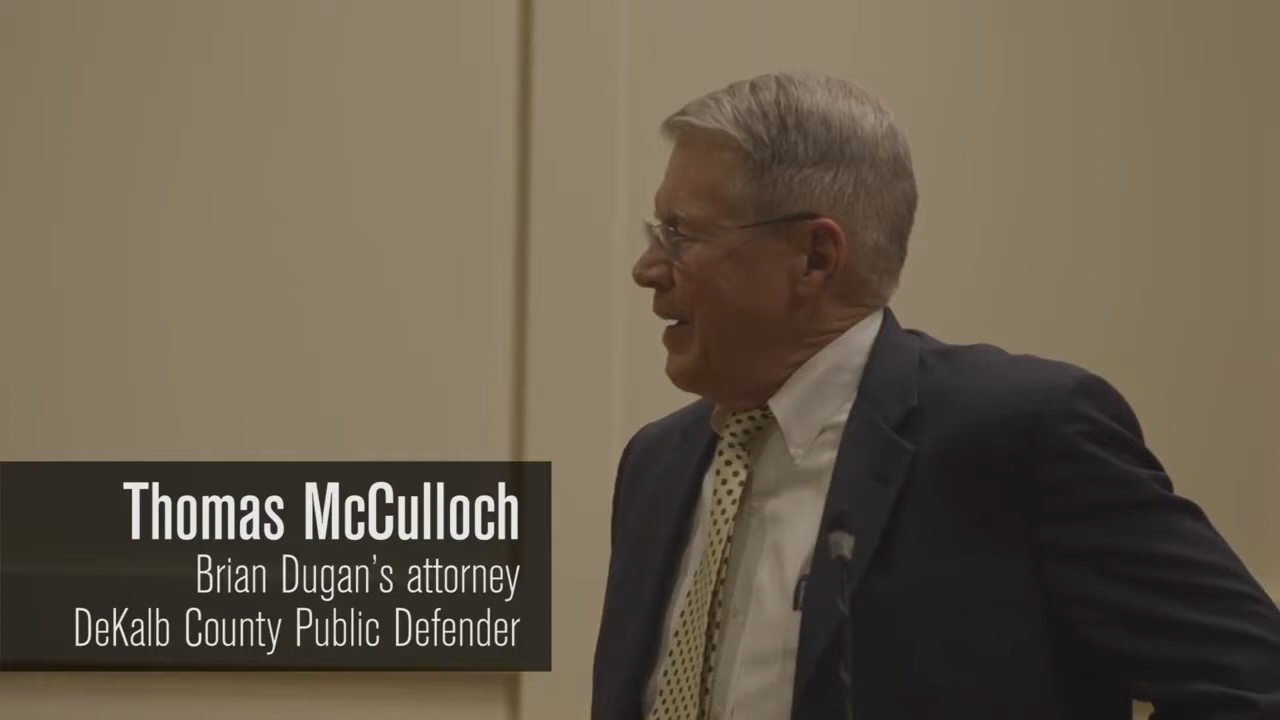 Thomas McCulloch
Brian Dugan's attorney
DeKalb County Public Defender